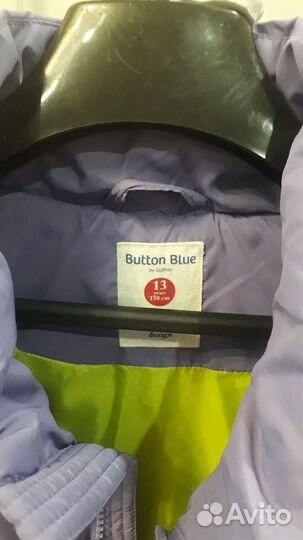 Button Blue
by Gulliver
13
years
158 cm
design
Avito